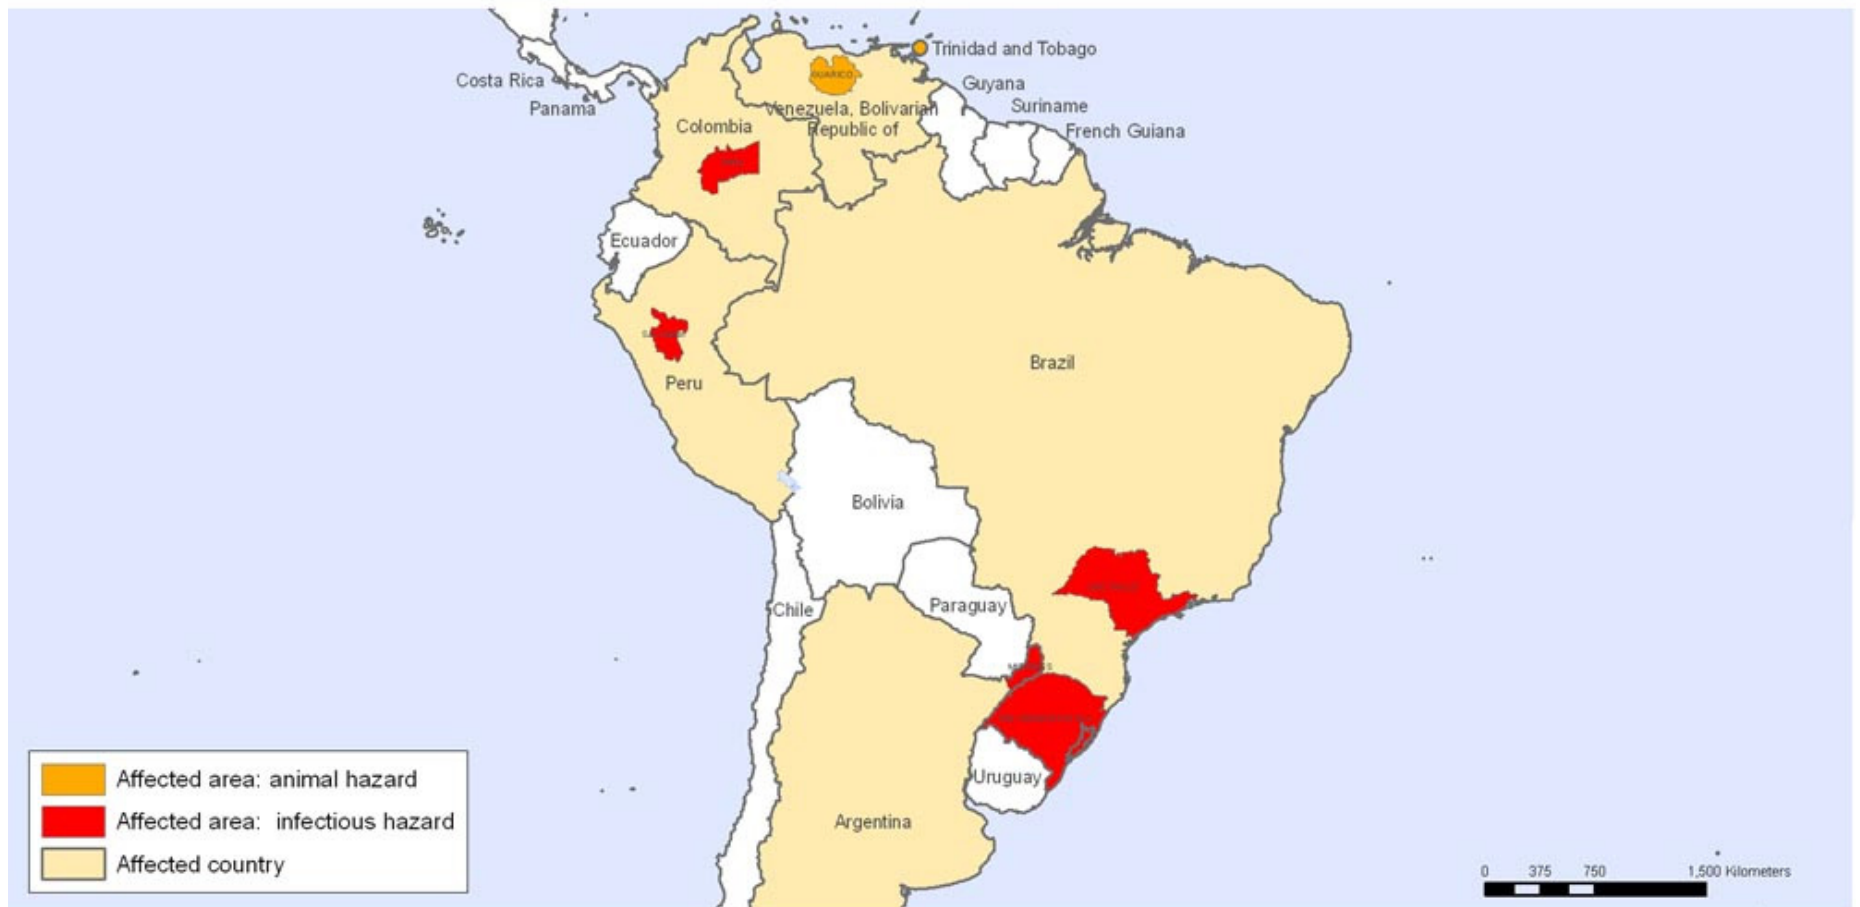 Trinidad and Tobago
Costa Rica
GUARICO
Guyana
Panama
Venezuela, Bolivarian
Republic of
Suriname
Colombia
French Guiana
Ecuador
Brazil
Peru
Bolivia
Chile
Paraguay
Uruguay
Argentina
Affected area: animal hazard
Affected area: infectious hazard
Affected country
0 375 750 1,500 Kilometers